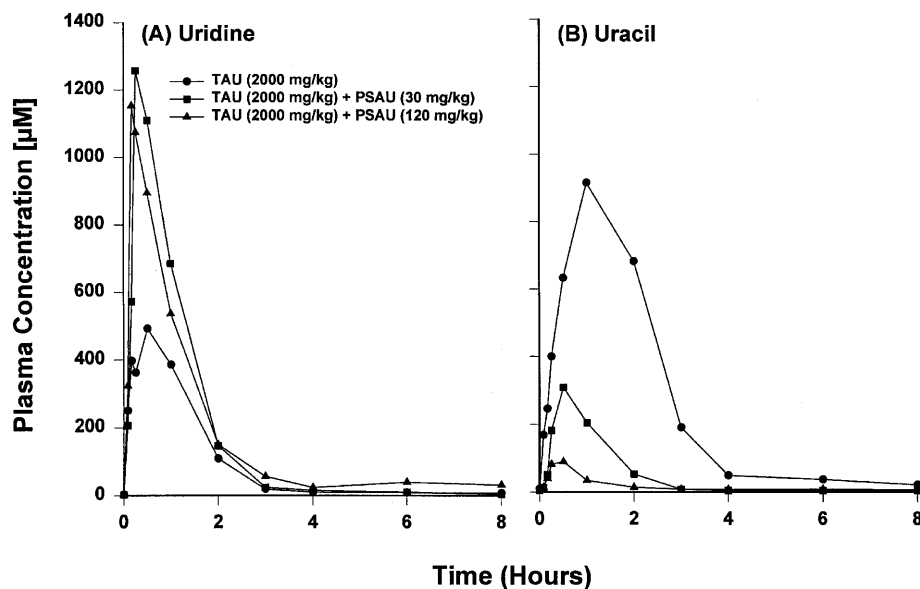 (A) Uridine
(B) Uracil
TAU (2000 mg/kg)
TAU (2000 mg/kg) + PSAU (30 mg/kg)
TAU (2000 mg/kg) + PSAU (120 mg/kg)
Plasma Concentration [µM]
1400
1200
1000
800
600
400
200
0
0
2
4
6
8
0
2
4
6
8
Time (Hours)